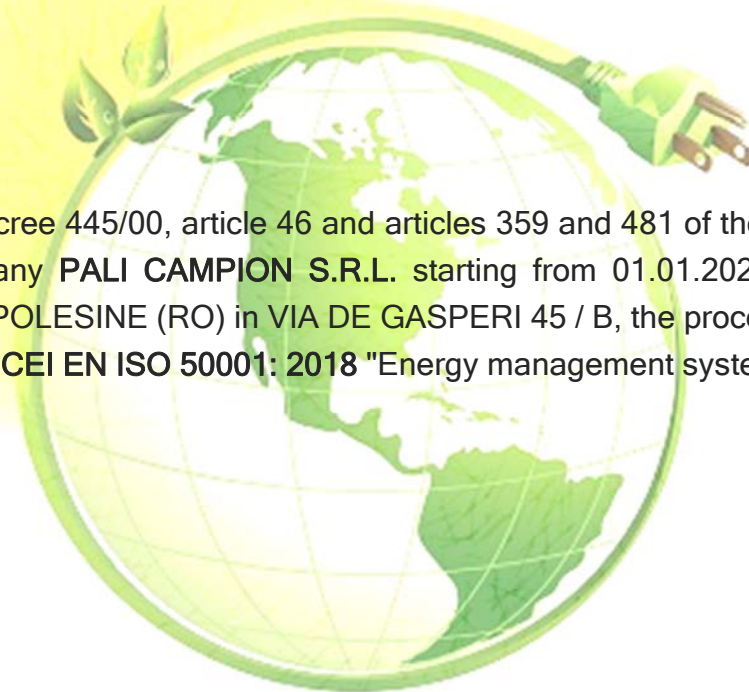 cree 445/00, article 46 and articles 359 and 481 of the
any PALI CAMPION S.R.L. starting from 01.01.202
POLESINE (RO) in VIA DE GASPERI 45 / B, the proce
CEI EN ISO 50001: 2018 "Energy management syste